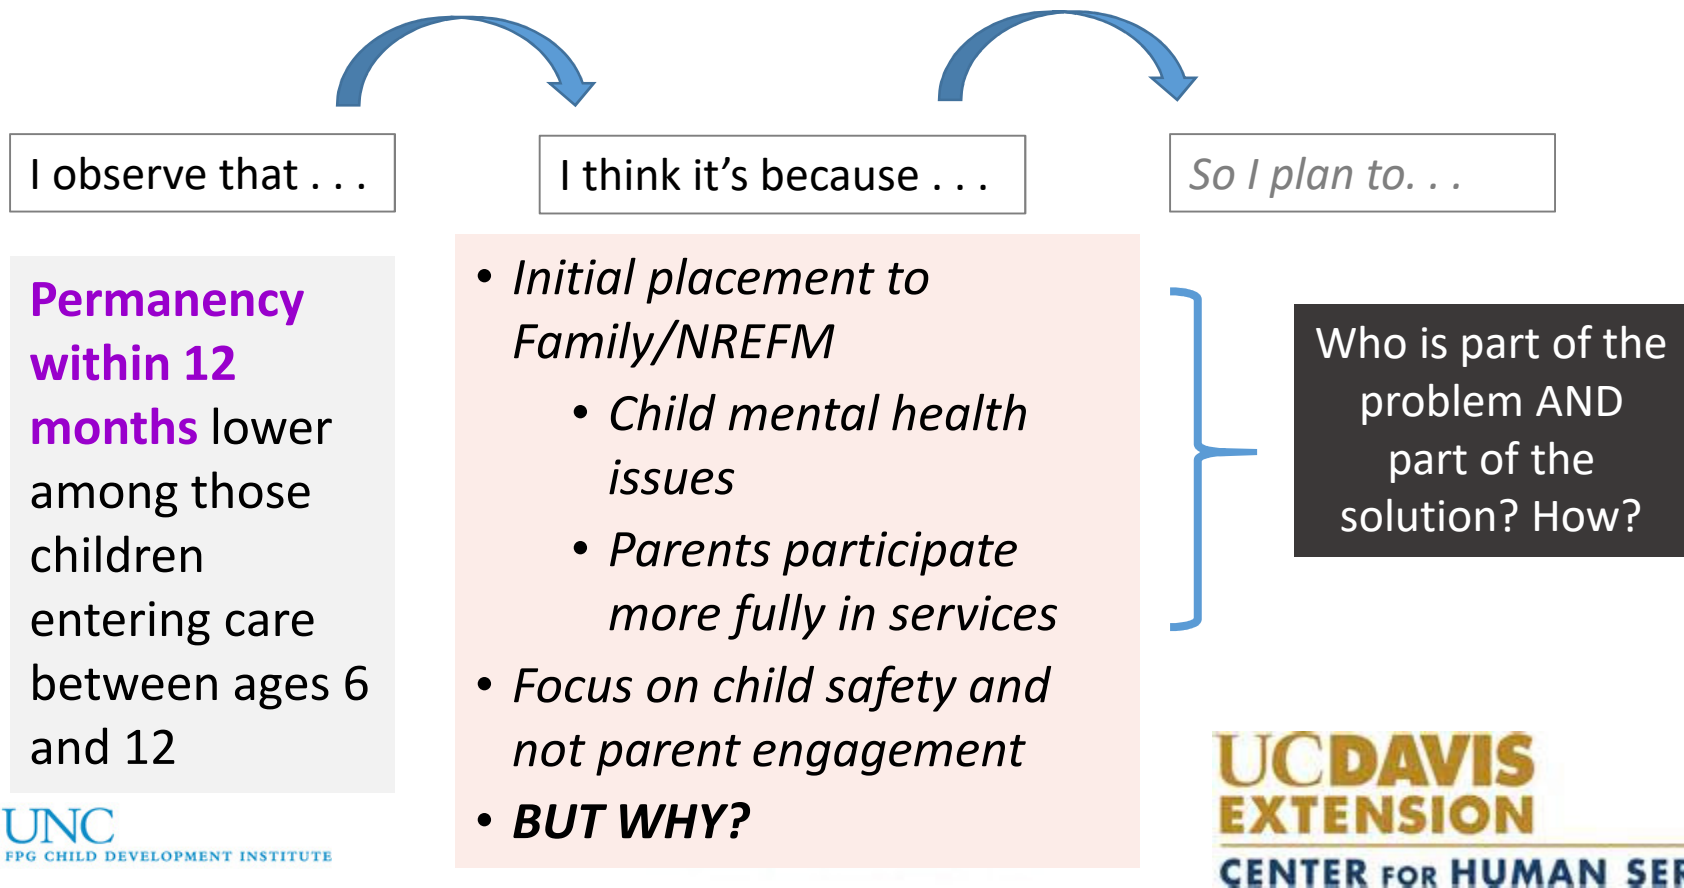 I observe that . . .
I think it's because . . .
So I plan to. . .
Permanency
within 12
months lower
among those
children
entering care
between ages 6
and 12
• Initial placement to
Family/NREFM
• Child mental health
issues
• Parents participate
more fully in services
• Focus on child safety and
not parent engagement
• BUT WHY?
Who is part of the
problem AND
part of the
solution? How?
UNC
FPG CHILD DEVELOPMENT INSTITUTE
UCDAVIS
EXTENSION
CENTER FOR HUMAN SER